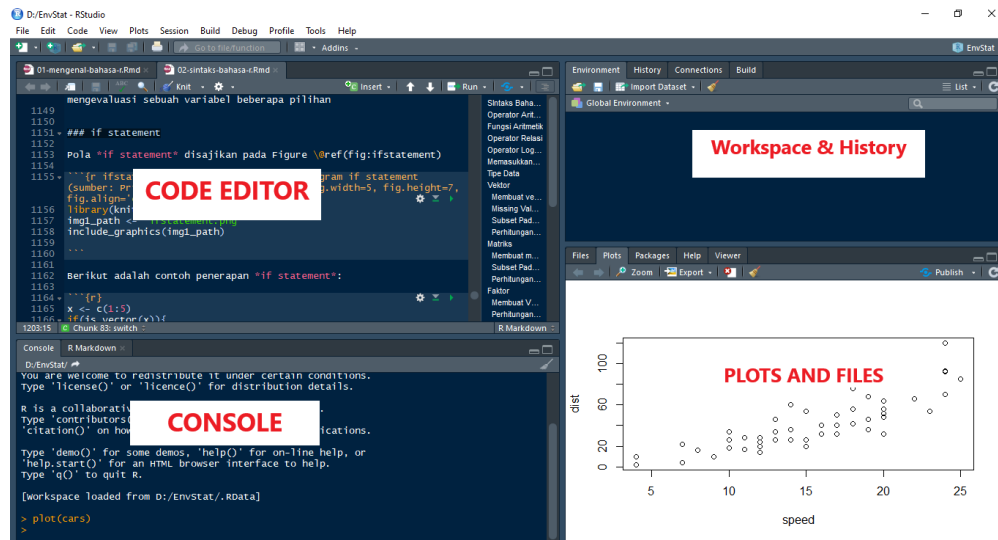 D:/EnvStat - RStudio
File Edit Code View Plots Session Build Debug Profile Tools Help
Go to file/function Addins EnvStat
01-mengenal-bahasa-r.Rmd 02-sintaks-bahasa-r.Rmd
Knit Insert Run
mengevaluasi sebuah variabel beberapa pilihan
1149
1150
1151 ### if statement
1152
1153 Pola *if statement* disajikan pada Figure \@ref(fig:ifstatement)
1154
1155 ```{r ifsta gram if statement
(sumber: Pr g.width=5, fig.height=7,
fig.align='
1156 library(kni
1157 img1_path <- "ifstatement.png"
1158 include_graphics(img1_path)
1159
1160 ```
1161
1162 Berikut adalah contoh penerapan *if statement*:
1163
1164 ```{r}
1165 x <- c(1:5)
1166 if(is.vector(x)){
CODE EDITOR
Sintaks Baha...
Operator Arit...
Fungsi Aritmetik
Operator Relasi
Operator Log...
Memasukkan...
Tipe Data
Vektor
Membuat ve...
Missing Val...
Subset Pad...
Perhitungan...
Matriks
Membuat m...
Subset Pad...
Perhitungan...
Faktor
Membuat V...
Perhitungan...
1203:15 Chunk 83: switch R Markdown
Console R Markdown
D:/EnvStat/
You are welcome to redistribute it under certain conditions.
Type 'license()' or 'licence()' for distribution details.
R is a collaborativ
Type 'contributors(
'citation()' on how ications.
CONSOLE
Type 'demo()' for some demos, 'help()' for on-line help, or
'help.start()' for an HTML browser interface to help.
Type 'q()' to quit R.
[Workspace loaded from D:/EnvStat/.RData]
> plot(cars)
>
Environment History Connections Build
Import Dataset List
Global Environment
Workspace & History
Files Plots Packages Help Viewer
Zoom Export Publish
PLOTS AND FILES
dist
0 20 60 100
5 10 15 20 25
speed